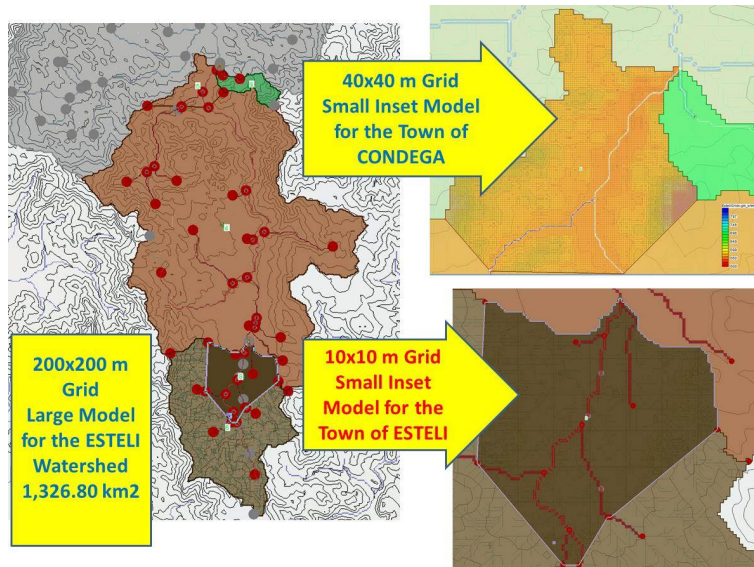 40x40 m Grid
Small Inset Model
for the Town of
CONDEGA
200x200 m
Grid
Large Model
for the ESTELI
Watershed
1,326.80 km2
10x10 m Grid
Small Inset
Model for the
Town of ESTELI